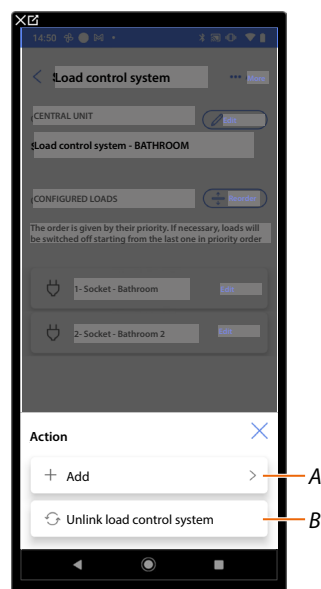 14:50
Load control system
More
CENTRAL UNIT
Edit
Load control system - BATHROOM
CONFIGURED LOADS
Reorder
The order is given by their priority. If necessary, loads will
be switched off starting from the last one in priority order
1- Socket - Bathroom
Edit
2- Socket - Bathroom 2
Edit
Action
Add
A
Unlink load control system
B